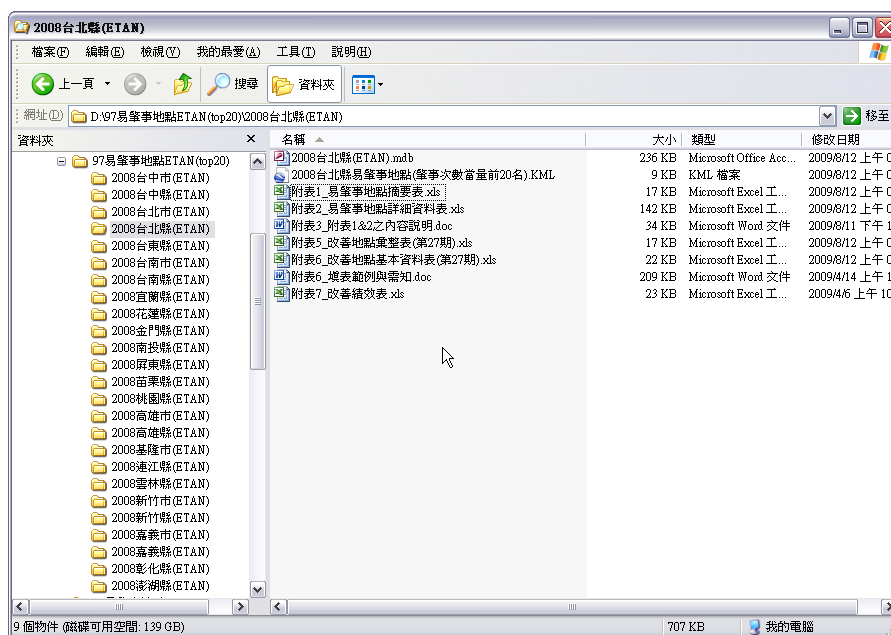 2008台北縣(ETAN)
檔案(F) 編輯(E) 檢視(V) 我的最愛(A) 工具(T) 說明(H)
上一頁 搜尋 資料夾
網址(D) D:\97易肇事地點ETAN(top20)\2008台北縣(ETAN) 移至
資料夾
97易肇事地點ETAN(top20)
2008台中市(ETAN)
2008台中縣(ETAN)
2008台北市(ETAN)
2008台北縣(ETAN)
2008台東縣(ETAN)
2008台南市(ETAN)
2008台南縣(ETAN)
2008宜蘭縣(ETAN)
2008花蓮縣(ETAN)
2008金門縣(ETAN)
2008南投縣(ETAN)
2008屏東縣(ETAN)
2008苗栗縣(ETAN)
2008桃園縣(ETAN)
2008高雄市(ETAN)
2008高雄縣(ETAN)
2008基隆市(ETAN)
2008連江縣(ETAN)
2008雲林縣(ETAN)
2008新竹市(ETAN)
2008新竹縣(ETAN)
2008嘉義市(ETAN)
2008嘉義縣(ETAN)
2008彰化縣(ETAN)
2008澎湖縣(ETAN)
名稱 大小 類型 修改日期
2008台北縣(ETAN).mdb 236 KB Microsoft Office Acc... 2009/8/12 上午 0
2008台北縣易肇事地點(肇事次數當量前20名).KML 9 KB KML 檔案 2009/8/12 上午 0
附表1_易肇事地點摘要表.xls 17 KB Microsoft Excel 工... 2009/8/12 上午 0
附表2_易肇事地點詳細資料表.xls 142 KB Microsoft Excel 工... 2009/8/12 上午 0
附表3_附表1&2之內容說明.doc 34 KB Microsoft Word 文件 2009/8/11 下午 1
附表5_改善地點彙整表(第27期).xls 17 KB Microsoft Excel 工... 2009/8/12 上午 0
附表6_改善地點基本資料表(第27期).xls 22 KB Microsoft Excel 工... 2009/8/12 上午 0
附表6_填表範例與需知.doc 209 KB Microsoft Word 文件 2009/4/14 上午 1
附表7_改善績效表.xls 23 KB Microsoft Excel 工... 2009/4/6 上午 10
9 個物件 (磁碟可用空間: 139 GB) 707 KB 我的電腦